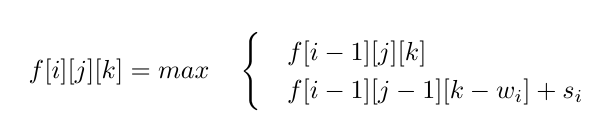 f[i][j][k] = max { f[i − 1][j][k]
f[i − 1][j − 1][k − w_i] + s_i